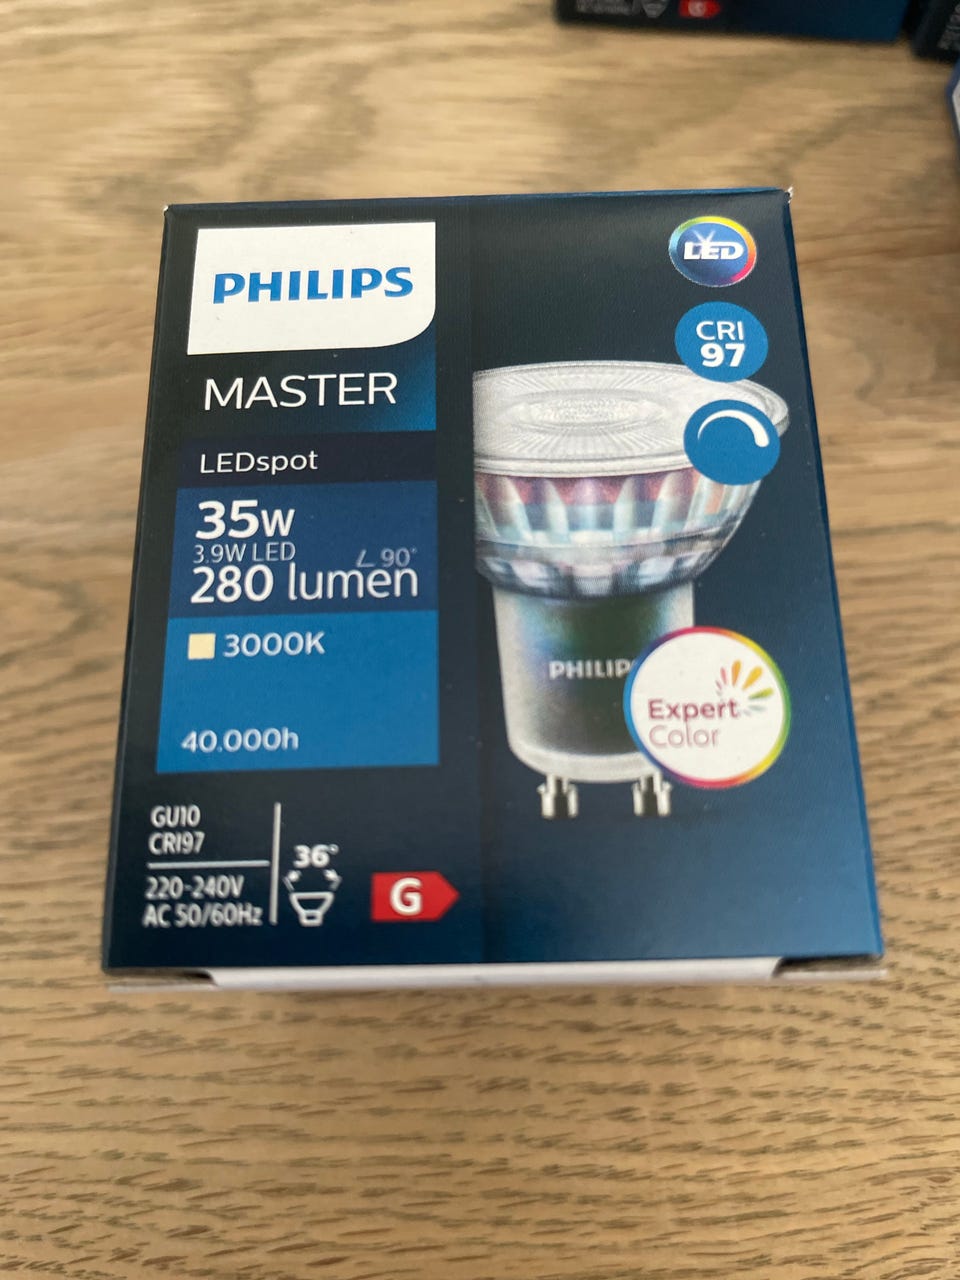 PHILIPS
MASTER
LEDspot
35W
3.9W LED
∠ 90°
280 lumen
3000K
40.000h
GU10
CRI97
220-240V
AC 50/60Hz
36°
G
LED
CRI
97
PHILIP
Expert
Color
G